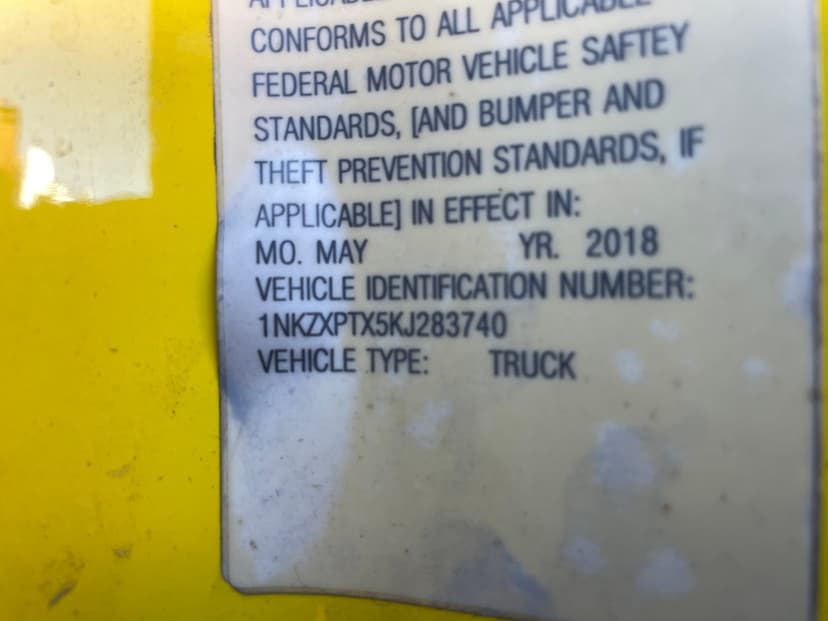 APPLICABLE
CONFORMS TO ALL APPLICABLE
FEDERAL MOTOR VEHICLE SAFTEY
STANDARDS, [AND BUMPER AND
THEFT PREVENTION STANDARDS, IF
APPLICABLE] IN EFFECT IN:
MO. MAY YR. 2018
VEHICLE IDENTIFICATION NUMBER:
1NKZXPTX5KJ283740
VEHICLE TYPE: TRUCK